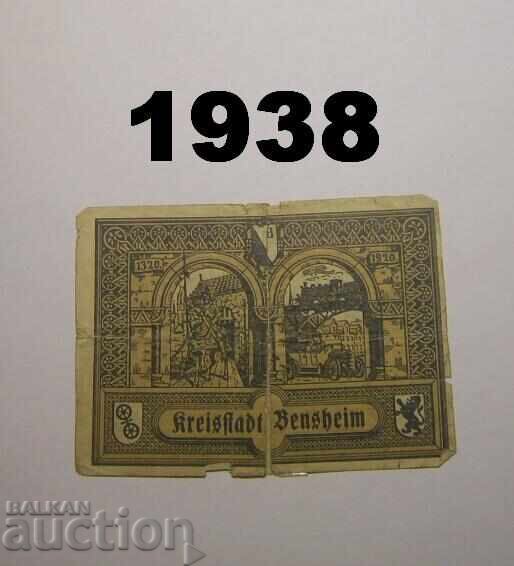 1938
1320
1920
Kreisstadt Bensheim
BALKAN
auction